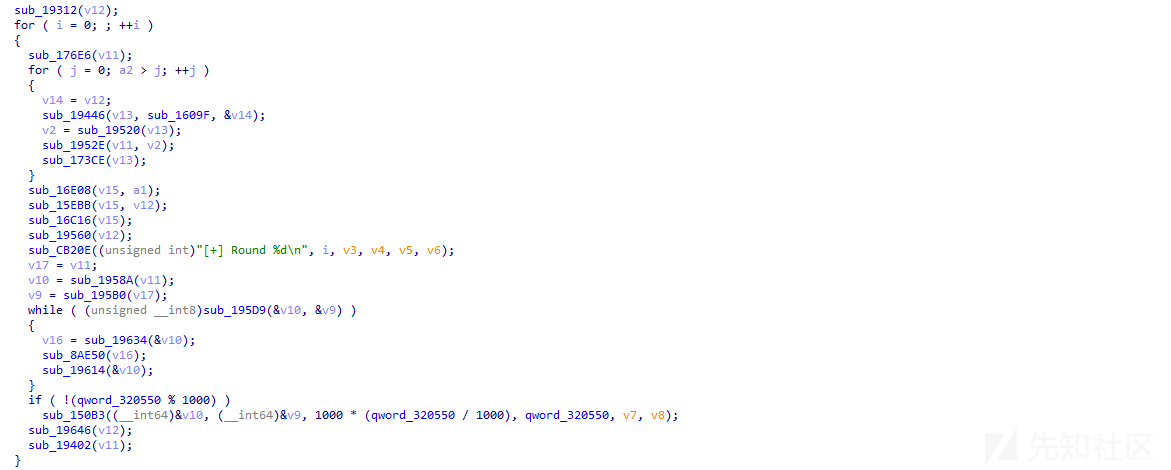 sub_19312(v12);
for ( i = 0; ; ++i )
{
sub_176E6(v11);
for ( j = 0; a2 > j; ++j )
{
v14 = v12;
sub_19446(v13, sub_1609F, &v14);
v2 = sub_19520(v13);
sub_1952E(v11, v2);
sub_173CE(v13);
}
sub_16E08(v15, a1);
sub_15EBB(v15, v12);
sub_16C16(v15);
sub_19560(v12);
sub_CB20E((unsigned int)"[+] Round %d\n", i, v3, v4, v5, v6);
v17 = v11;
v10 = sub_1958A(v11);
v9 = sub_195B0(v17);
while ( (unsigned __int8)sub_195D9(&v10, &v9) )
{
v16 = sub_19634(&v10);
sub_8AE50(v16);
sub_19614(&v10);
}
if ( !(qword_320550 % 1000) )
sub_150B3((__int64)&v10, (__int64)&v9, 1000 * (qword_320550 / 1000), qword_320550, v7, v8);
sub_19646(v12);
sub_19402(v11);
}
先知社区